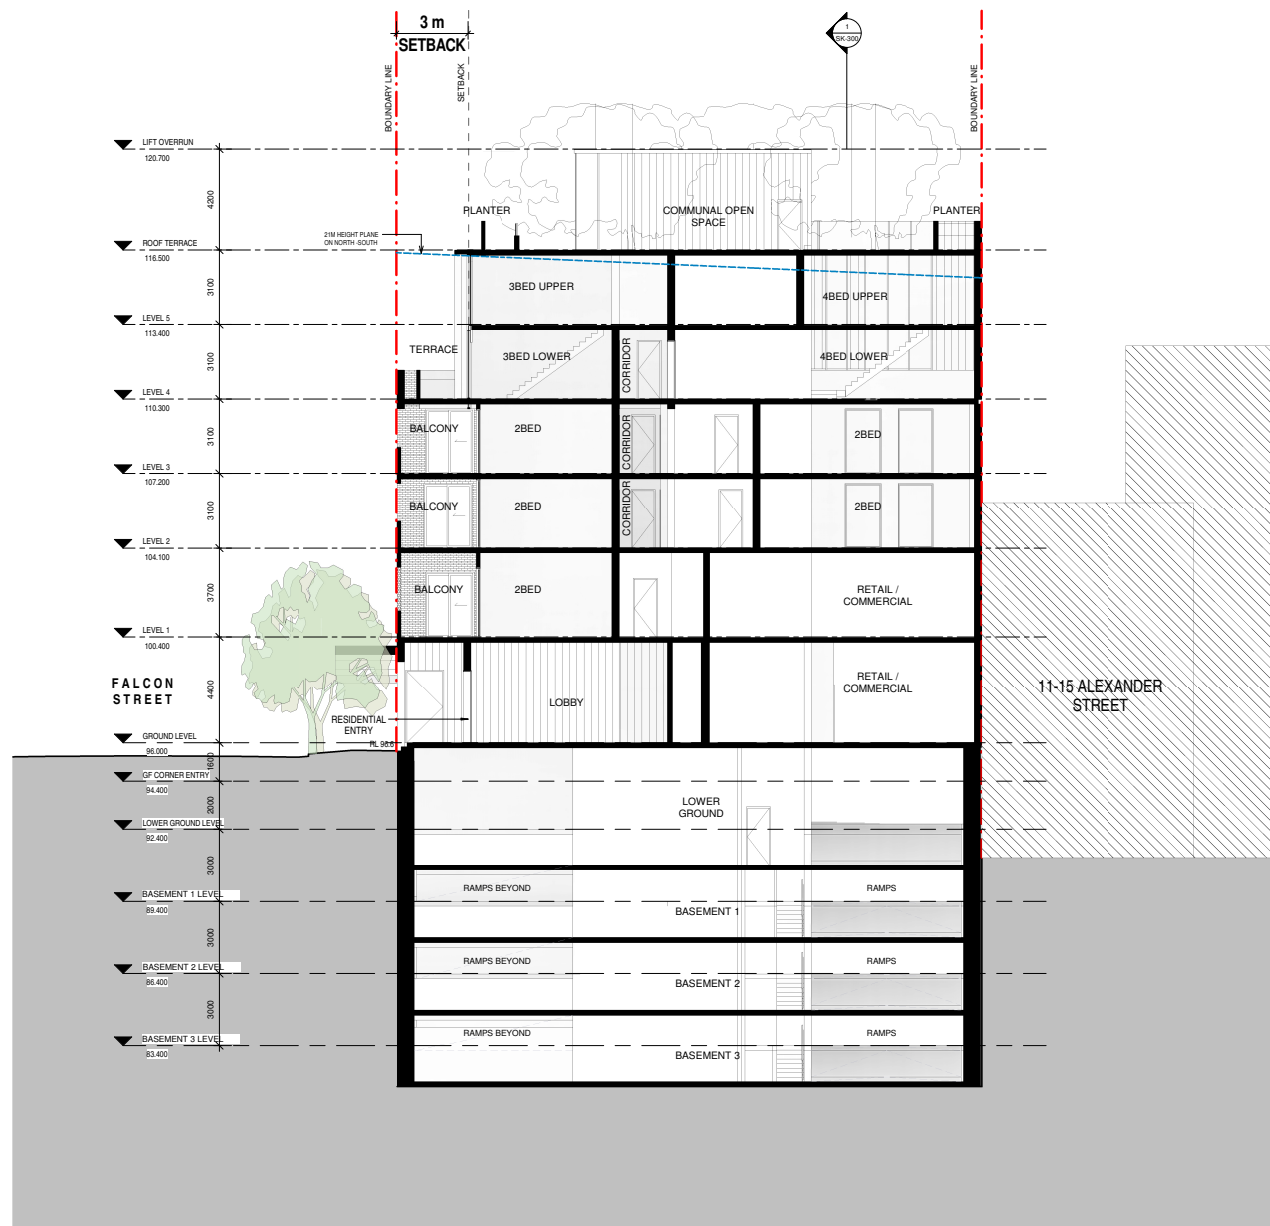 3 m
SETBACK
1
SK-300
BOUNDARY LINE
SETBACK
BOUNDARY LINE
LIFT OVERRUN
120.700
4200
PLANTER
COMMUNAL OPEN
SPACE
PLANTER
21M HEIGHT PLANE
ON NORTH -SOUTH
ROOF TERRACE
116.500
3100
3BED UPPER
4BED UPPER
LEVEL 5
113.400
3100
TERRACE
3BED LOWER
CORRIDOR
4BED LOWER
LEVEL 4
110.300
3100
BALCONY
2BED
CORRIDOR
2BED
LEVEL 3
107.200
3100
BALCONY
2BED
CORRIDOR
2BED
LEVEL 2
104.100
3700
BALCONY
2BED
RETAIL /
COMMERCIAL
LEVEL 1
100.400
4400
FALCON
STREET
LOBBY
RETAIL /
COMMERCIAL
11-15 ALEXANDER
STREET
RESIDENTIAL
ENTRY
GROUND LEVEL
96.000
1600
GF CORNER ENTRY
94.400
2000
LOWER
GROUND
LOWER GROUND LEVEL
92.400
3000
BASEMENT 1 LEVEL
89.400
RAMPS BEYOND
RAMPS
BASEMENT 1
3000
BASEMENT 2 LEVEL
86.400
RAMPS BEYOND
RAMPS
BASEMENT 2
3000
BASEMENT 3 LEVEL
83.400
RAMPS BEYOND
RAMPS
BASEMENT 3